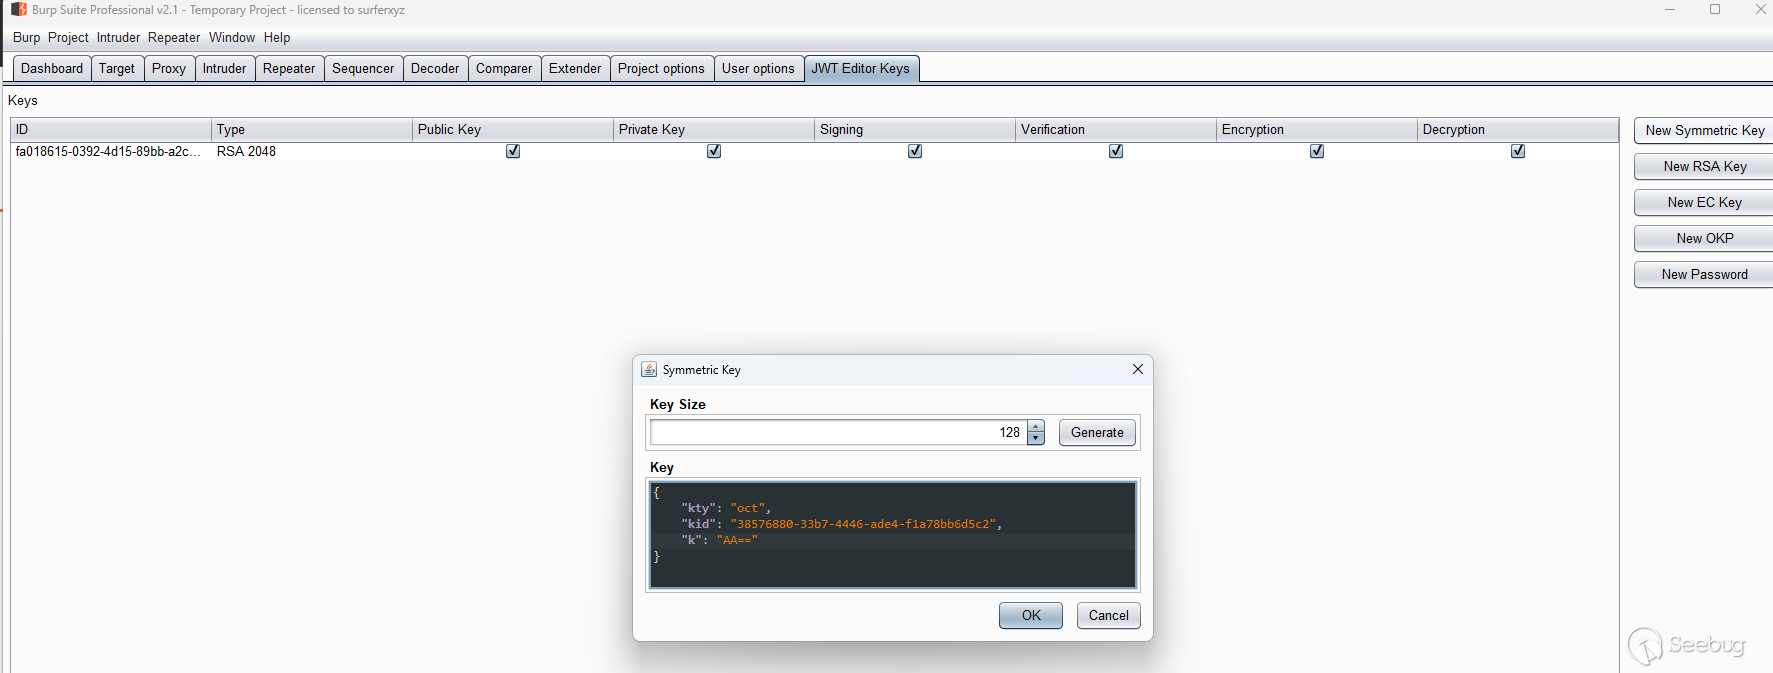 Burp Suite Professional v2.1 - Temporary Project - licensed to surferxyz
Burp Project Intruder Repeater Window Help
Dashboard Target Proxy Intruder Repeater Sequencer Decoder Comparer Extender Project options User options JWT Editor Keys
Keys
ID Type Public Key Private Key Signing Verification Encryption Decryption
fa018615-0392-4d15-89bb-a2c... RSA 2048
New Symmetric Key
New RSA Key
New EC Key
New OKP
New Password
Symmetric Key
Key Size
128 Generate
Key
{
"kty": "oct",
"kid": "38576880-33b7-4446-ade4-f1a78bb6d5c2",
"k": "AA=="
}
OK Cancel
Seebug